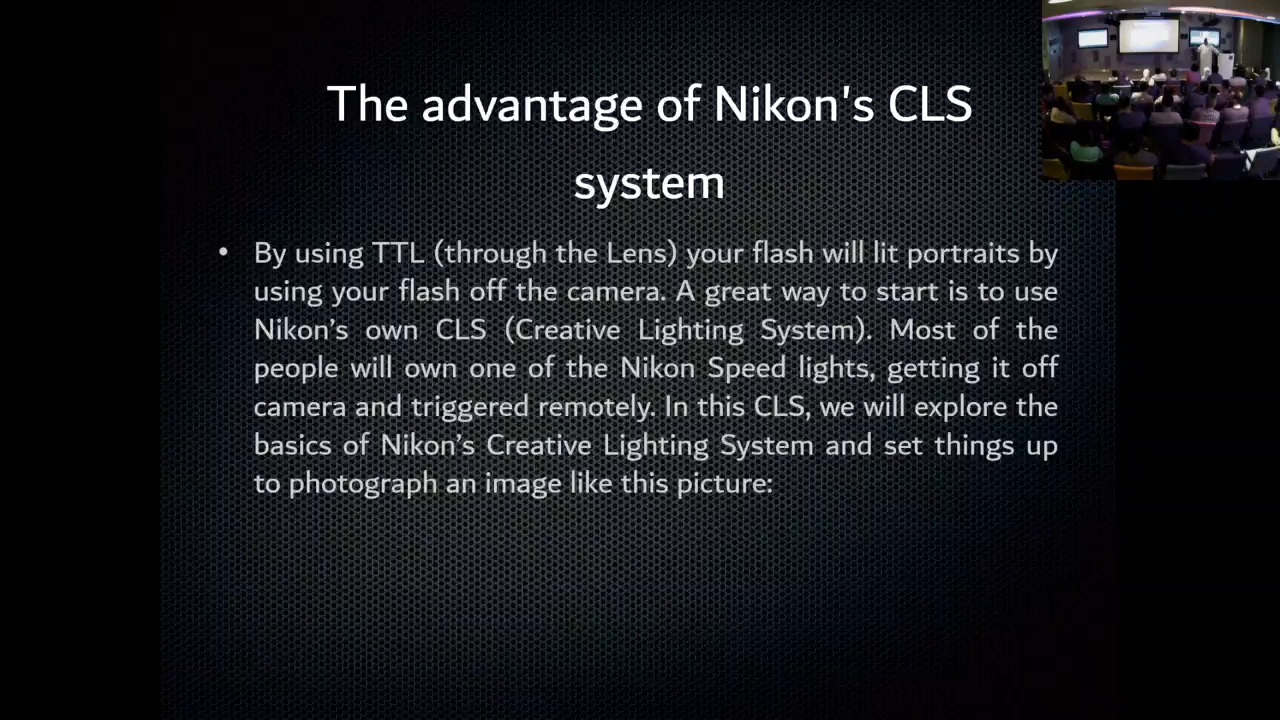 The advantage of Nikon's CLS
system
• By using TTL (through the Lens) your flash will lit portraits by
using your flash off the camera. A great way to start is to use
Nikon’s own CLS (Creative Lighting System). Most of the
people will own one of the Nikon Speed lights, getting it off
camera and triggered remotely. In this CLS, we will explore the
basics of Nikon’s Creative Lighting System and set things up
to photograph an image like this picture: